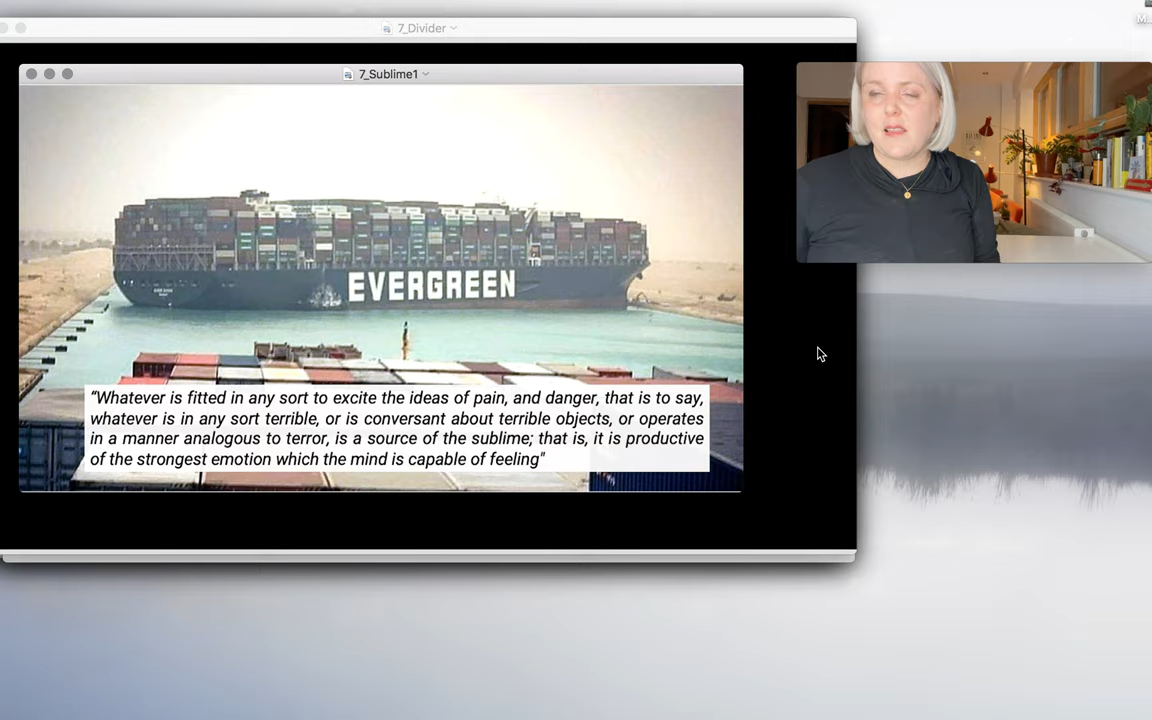 7_Divider
M...
7_Sublime1
EVERGREEN
“Whatever is fitted in any sort to excite the ideas of pain, and danger, that is to say,
whatever is in any sort terrible, or is conversant about terrible objects, or operates
in a manner analogous to terror, is a source of the sublime; that is, it is productive
of the strongest emotion which the mind is capable of feeling"